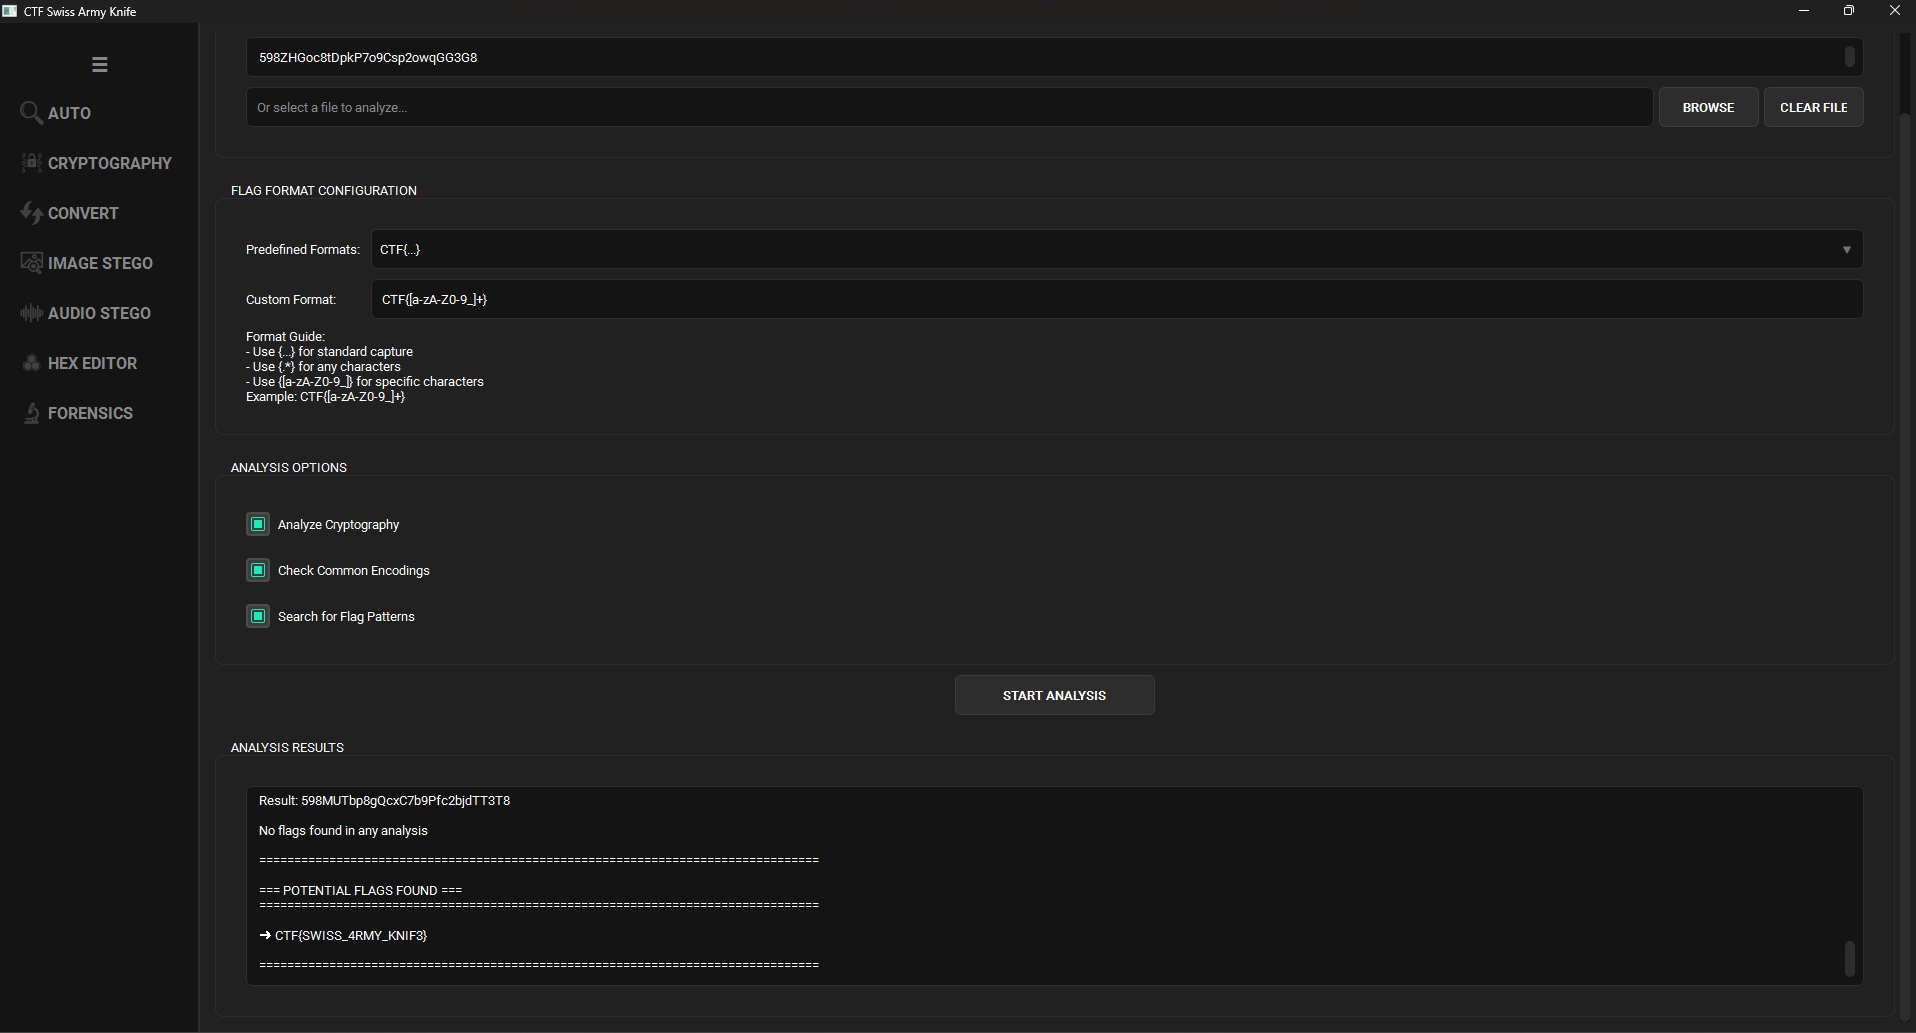 CTF Swiss Army Knife
AUTO
CRYPTOGRAPHY
CONVERT
IMAGE STEGO
AUDIO STEGO
HEX EDITOR
FORENSICS
598ZHGoc8tDpkP7o9Csp2owqGG3G8
Or select a file to analyze...
BROWSE
CLEAR FILE
FLAG FORMAT CONFIGURATION
Predefined Formats:
CTF{...}
Custom Format:
CTF{[a-zA-Z0-9_]+}
Format Guide:
- Use {...} for standard capture
- Use {.*} for any characters
- Use {[a-zA-Z0-9_]} for specific characters
Example: CTF{[a-zA-Z0-9_]+}
ANALYSIS OPTIONS
Analyze Cryptography
Check Common Encodings
Search for Flag Patterns
START ANALYSIS
ANALYSIS RESULTS
Result: 598MUTbp8gQcxC7b9Pfc2bjdTT3T8
No flags found in any analysis
================================================================================
=== POTENTIAL FLAGS FOUND ===
================================================================================
➔ CTF{SWISS_4RMY_KNIF3}
================================================================================